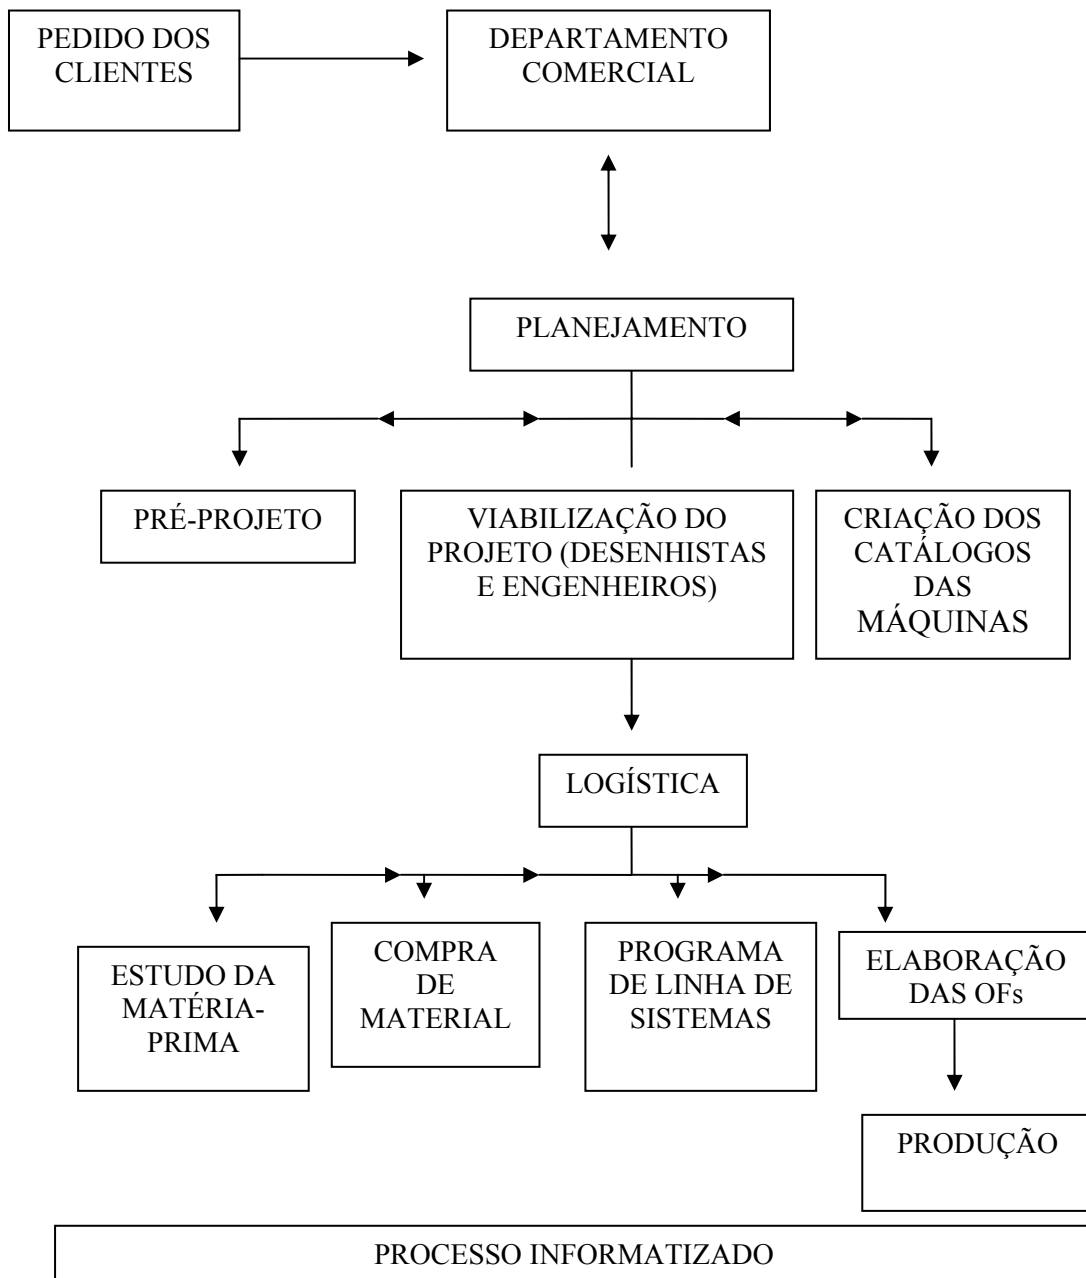 PEDIDO DOS
CLIENTES
DEPARTAMENTO
COMERCIAL
PLANEJAMENTO
PRÉ-PROJETO
VIABILIZAÇÃO DO
PROJETO (DESENHISTAS
E ENGENHEIROS)
CRIAÇÃO DOS
CATÁLOGOS
DAS
MÁQUINAS
LOGÍSTICA
ESTUDO DA
MATÉRIA-
PRIMA
COMPRA
DE
MATERIAL
PROGRAMA
DE LINHA DE
SISTEMAS
ELABORAÇÃO
DAS OFs
PRODUÇÃO
PROCESSO INFORMATIZADO